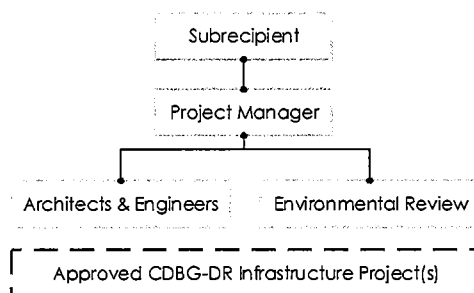 Subrecipient
Project Manager
Architects & Engineers
Environmental Review
Approved CDBG-DR Infrastructure Project(s)